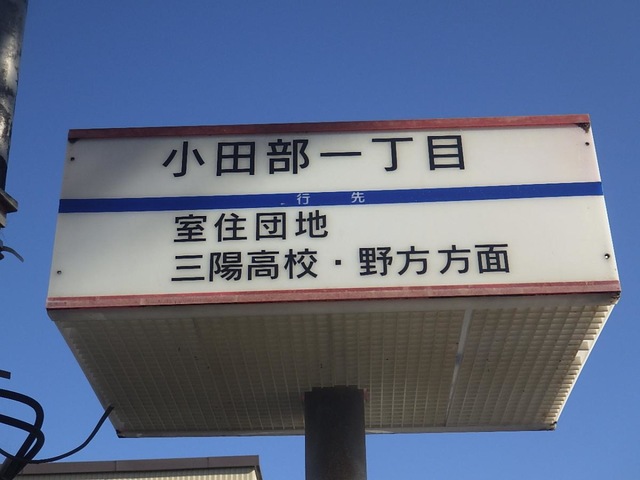 小田部一丁目
行先
室住団地
三陽高校・野方方面